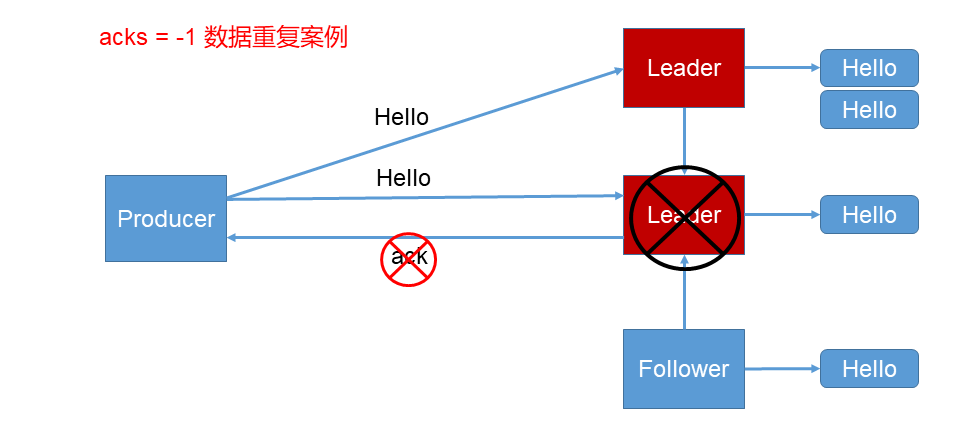 acks = -1 数据重复案例
Leader
Hello
Hello
Hello
Hello
Producer
Leader
Hello
ack
Follower
Hello